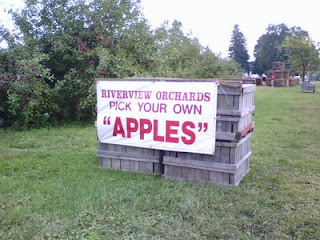 RIVERVIEW ORCHARDS
PICK YOUR OWN
"APPLES"